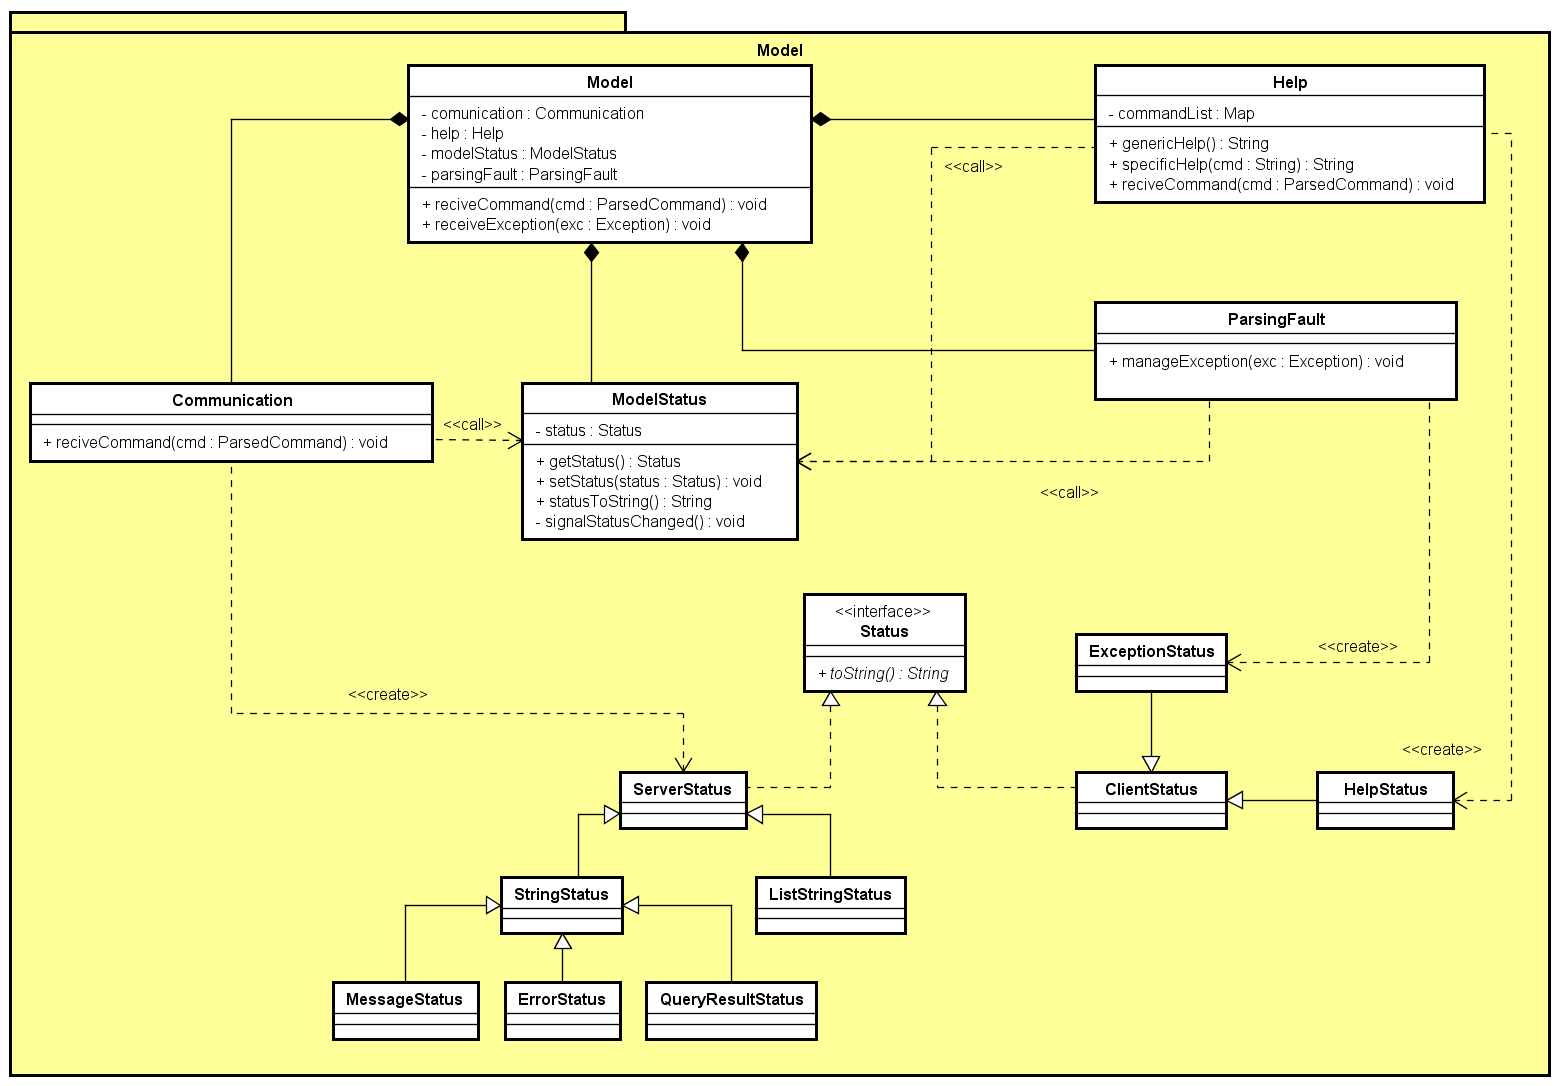 Model
Model
- comunication : Communication
- help : Help
- modelStatus : ModelStatus
- parsingFault : ParsingFault
+ reciveCommand(cmd : ParsedCommand) : void
+ receiveException(exc : Exception) : void
Help
- commandList : Map
+ genericHelp() : String
+ specificHelp(cmd : String) : String
+ reciveCommand(cmd : ParsedCommand) : void
<<call>>
ParsingFault
+ manageException(exc : Exception) : void
Communication
+ reciveCommand(cmd : ParsedCommand) : void
<<call>>
ModelStatus
- status : Status
+ getStatus() : Status
+ setStatus(status : Status) : void
+ statusToString() : String
- signalStatusChanged() : void
<<call>>
<<interface>>
Status
+ toString() : String
ExceptionStatus
<<create>>
<<create>>
<<create>>
ServerStatus
ClientStatus
HelpStatus
StringStatus
ListStringStatus
MessageStatus
ErrorStatus
QueryResultStatus